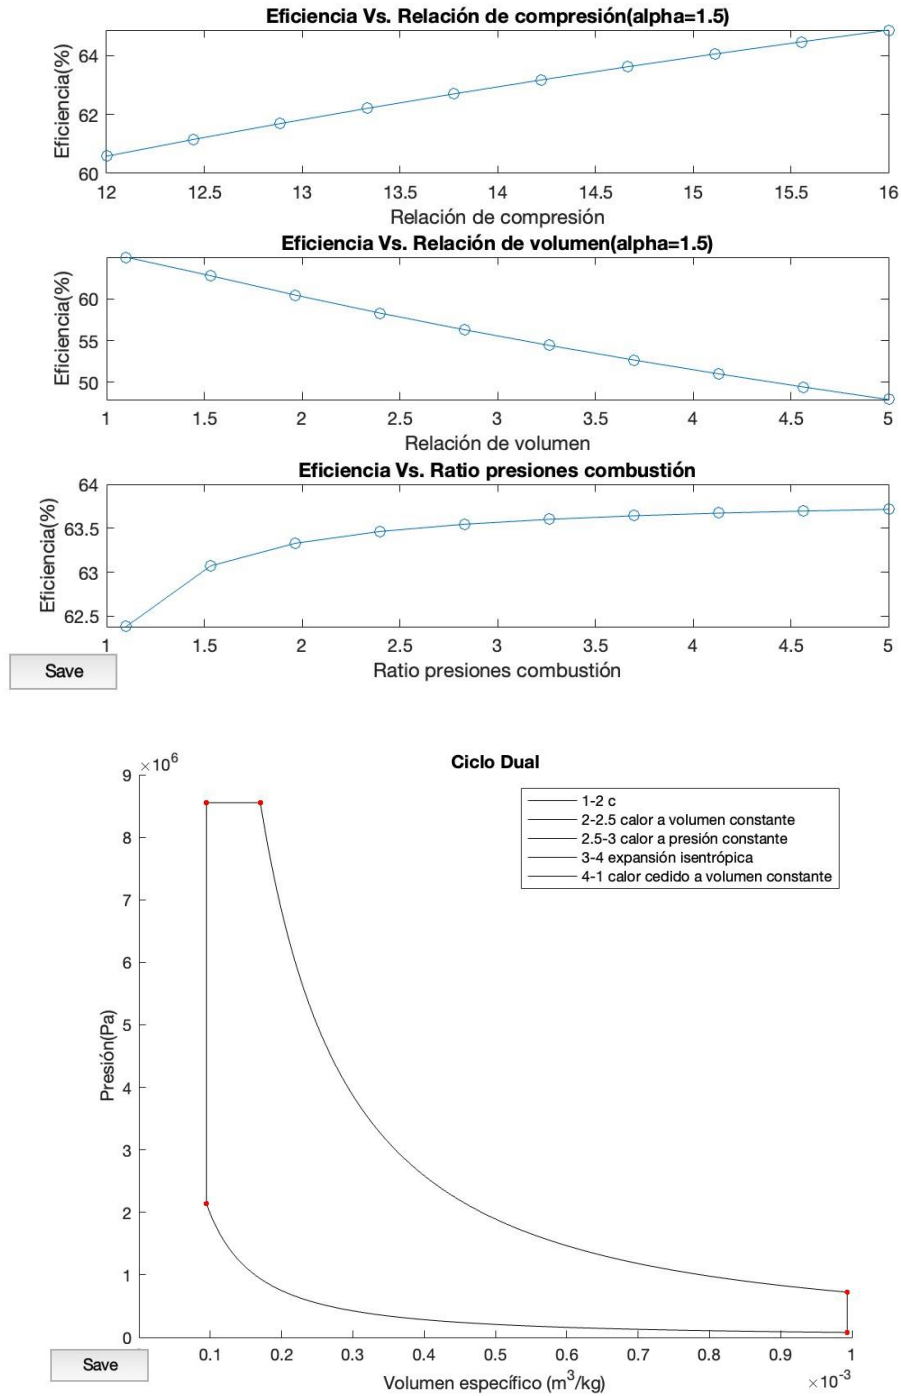 Eficiencia Vs. Relación de compresión(alpha=1.5)
64
62
60
Eficiencia(%)
12 12.5 13 13.5 14 14.5 15 15.5 16
Relación de compresión
Eficiencia Vs. Relación de volumen(alpha=1.5)
60
55
50
Eficiencia(%)
1 1.5 2 2.5 3 3.5 4 4.5 5
Relación de volumen
Eficiencia Vs. Ratio presiones combustión
64
63.5
63
62.5
Eficiencia(%)
1 1.5 2 2.5 3 3.5 4 4.5 5
Ratio presiones combustión
Save
Ciclo Dual
×10^6
9
8
7
6
5
4
3
2
1
0
Presión(Pa)
1-2 c
2-2.5 calor a volumen constante
2.5-3 calor a presión constante
3-4 expansión isentrópica
4-1 calor cedido a volumen constante
0.1 0.2 0.3 0.4 0.5 0.6 0.7 0.8 0.9 1
Volumen específico (m^3/kg)
×10^-3
Save